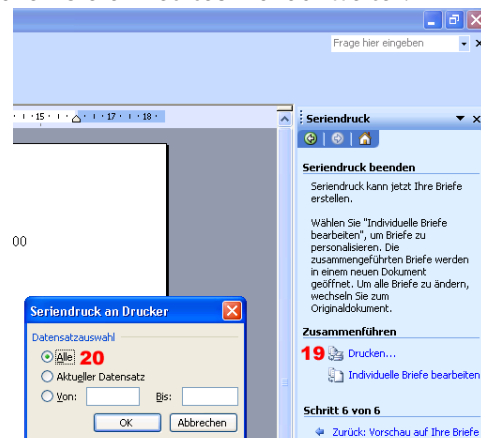 Frage hier eingeben
15 17 18
Seriendruck
Seriendruck beenden
Seriendruck kann jetzt Ihre Briefe
erstellen.
Wählen Sie "Individuelle Briefe
bearbeiten", um Briefe zu
personalisieren. Die
zusammengeführten Briefe werden
in einem neuen Dokument
geöffnet. Um alle Briefe zu ändern,
wechseln Sie zum
Originaldokument.
00
Zusammenführen
19 Drucken...
Individuelle Briefe bearbeiten
Schritt 6 von 6
Zurück: Vorschau auf Ihre Briefe
Seriendruck an Drucker
Datensatzauswahl
Alle 20
Aktueller Datensatz
Von: Bis:
OK Abbrechen